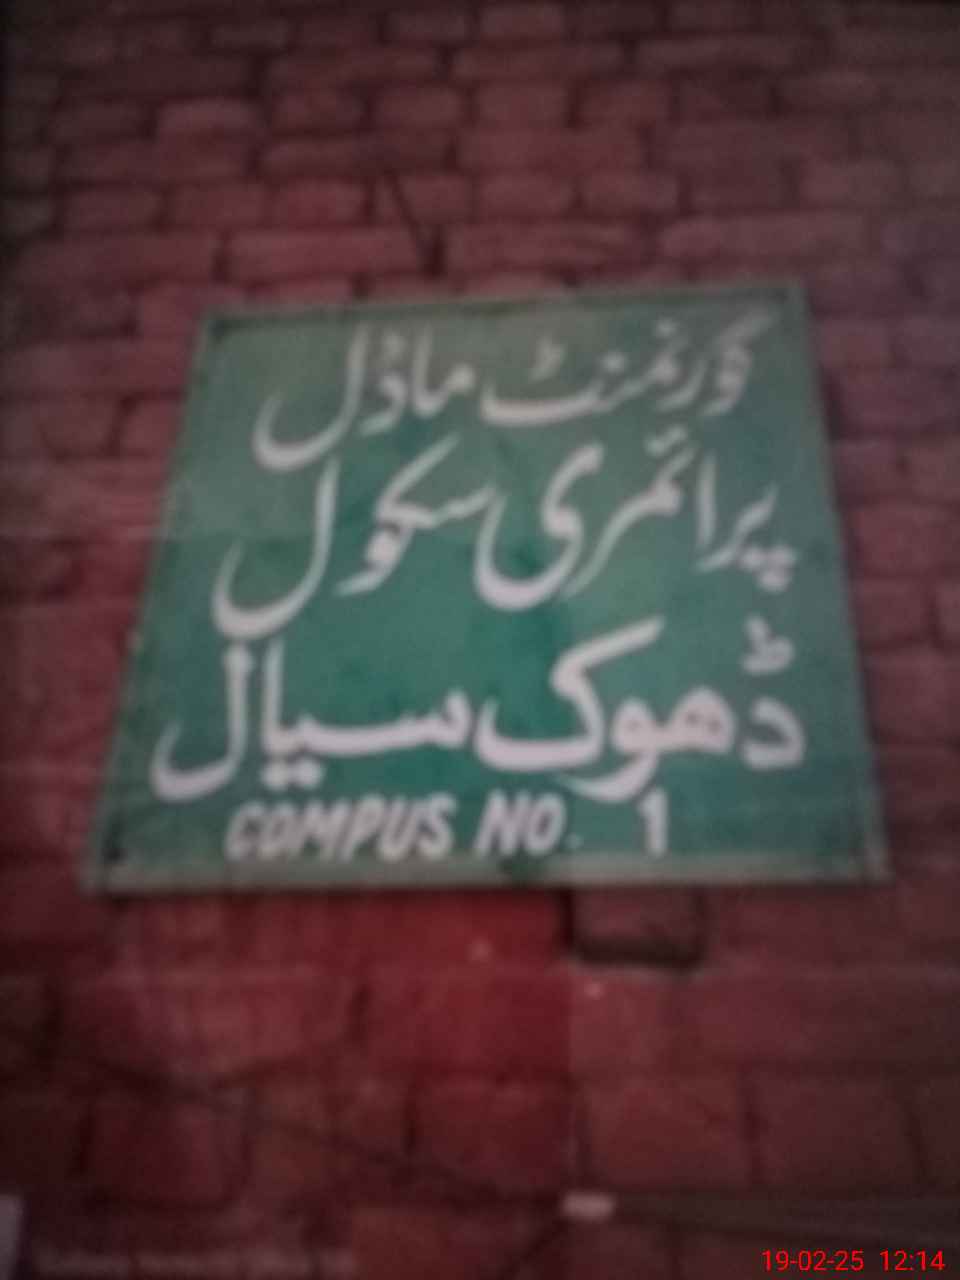 گورنمنٹ ماڈل
پرائمری سکول
ڈھوک سیال
COMPUS NO. 1
19-02-25 12:14